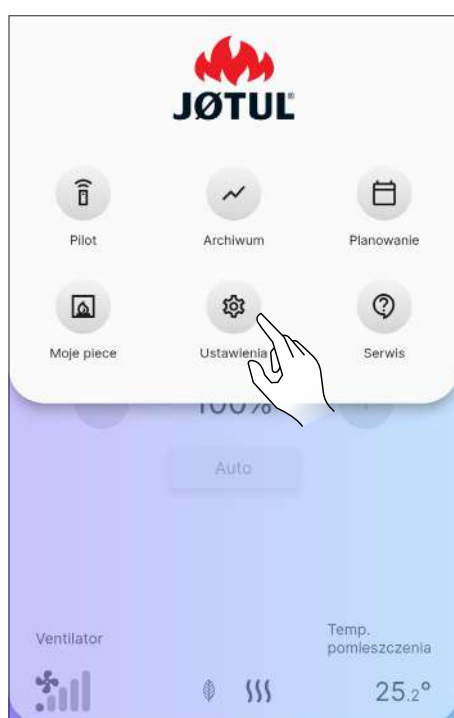 JØTUL®
Pilot
Archiwum
Planowanie
Moje piece
Ustawienia
Serwis
100%
Auto
Ventilator
Temp.
pomieszczenia
25.2°